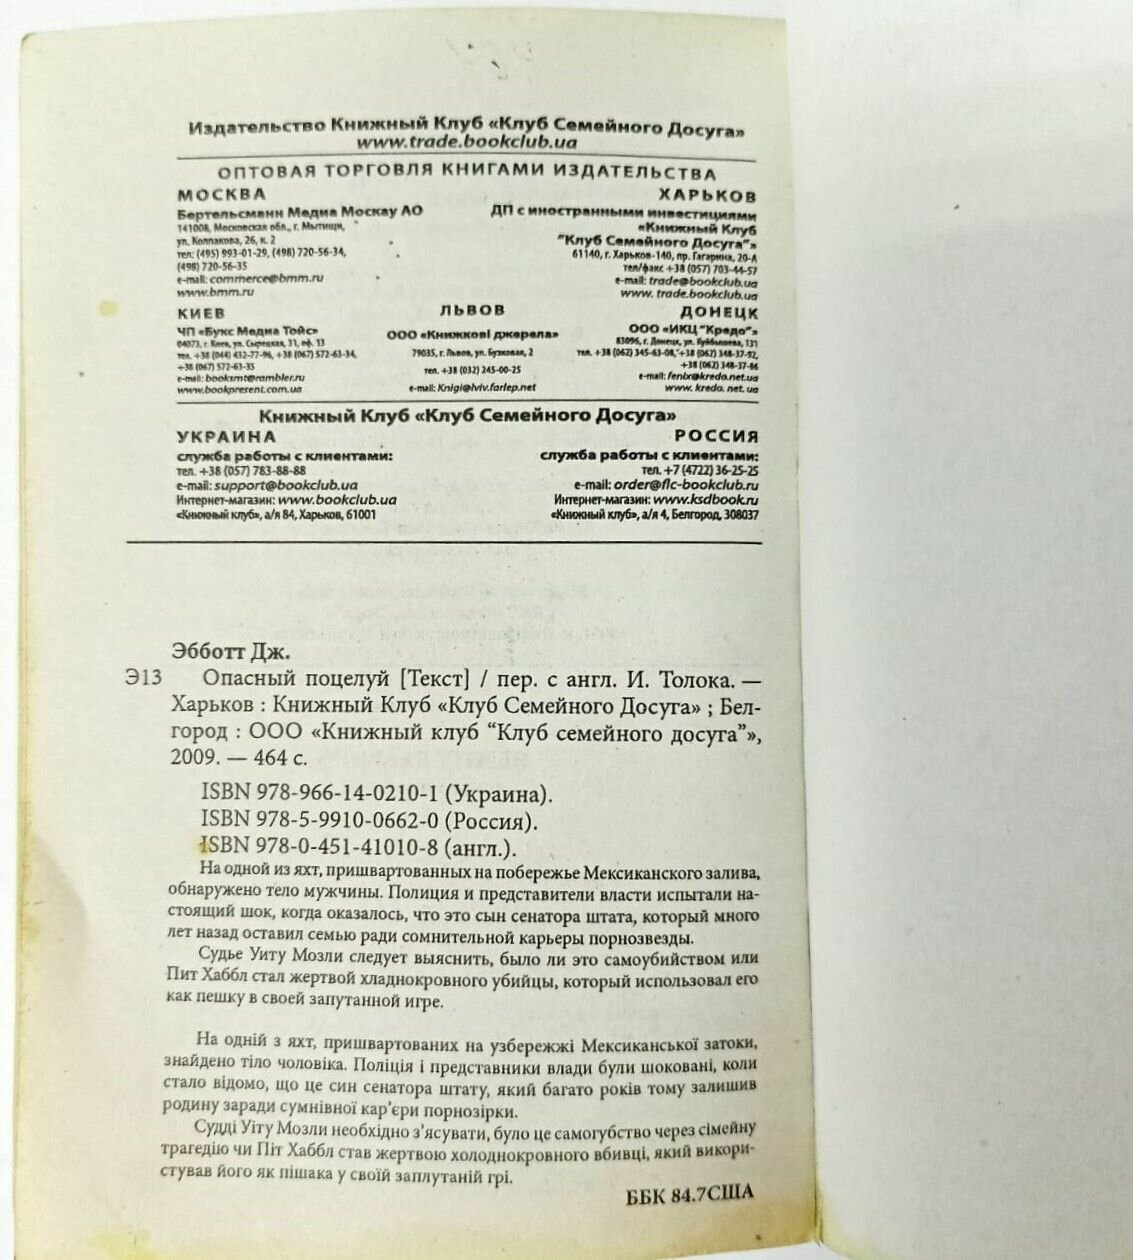 Издательство Книжный Клуб «Клуб Семейного Досуга»
www.trade.bookclub.ua
ОПТОВАЯ ТОРГОВЛЯ КНИГАМИ ИЗДАТЕЛЬСТВА
МОСКВА
Бертельсманн Медиа Москау АО
141008, Московская обл., г. Мытищи,
ул. Колпакова, 26, к. 2
тел: (495) 993-01-29, (498) 720-56-34,
(498) 720-56-35
e-mail: commerce@bmm.ru
www.bmm.ru
ХАРЬКОВ
ДП с иностранными инвестициями
«Книжный Клуб
"Клуб Семейного Досуга"»
61140, г. Харьков-140, пр. Гагарина, 20-А
тел/факс +38 (057) 703-44-57
e-mail: trade@bookclub.ua
www. trade.bookclub.ua
КИЕВ
ЧП «Букс Медиа Тойс»
04073, г. Киев, ул. Сырецкая, 31, оф. 13
тел. +38 (044) 432-77-96, +38 (067) 572-63-34,
+38 (067) 572-63-35
e-mail: booksmt@rambler.ru
www.bookpresent.com.ua
ЛЬВОВ
ООО «Книжкові джерела»
79035, г. Львов, ул. Бузковая, 2
тел. +38 (032) 245-00-25
e-mail: Knigi@lviv.farlep.net
ДОНЕЦК
ООО «ИКЦ "Кредо"»
83096, г. Донецк, ул. Куйбышева, 131
тел. +38 (062) 345-63-08, +38 (062) 348-37-92,
+38 (062) 348-37-86
e-mail: fenix@kredo.net.ua
www. kredo. net. ua
Книжный Клуб «Клуб Семейного Досуга»
УКРАИНА
служба работы с клиентами:
тел. +38 (057) 783-88-88
e-mail: support@bookclub.ua
Интернет-магазин: www.bookclub.ua
«Книжный клуб», а/я 84, Харьков, 61001
РОССИЯ
служба работы с клиентами:
тел. +7 (4722) 36-25-25
e-mail: order@flc-bookclub.ru
Интернет-магазин: www.ksdbook.ru
«Книжный клуб», а/я 4, Белгород, 308037
Эбботт Дж.
Э13 Опасный поцелуй [Текст] / пер. с англ. И. Толока. —
Харьков : Книжный Клуб «Клуб Семейного Досуга» ; Бел-
город : ООО «Книжный клуб "Клуб семейного досуга"»,
2009. — 464 с.
ISBN 978-966-14-0210-1 (Украина).
ISBN 978-5-9910-0662-0 (Россия).
ISBN 978-0-451-41010-8 (англ.).
На одной из яхт, пришвартованных на побережье Мексиканского залива,
обнаружено тело мужчины. Полиция и представители власти испытали на-
стоящий шок, когда оказалось, что это сын сенатора штата, который много
лет назад оставил семью ради сомнительной карьеры порнозвезды.
Судье Уиту Мозли следует выяснить, было ли это самоубийством или
Пит Хаббл стал жертвой хладнокровного убийцы, который использовал его
как пешку в своей запутанной игре.
На одній з яхт, пришвартованих на узбережжі Мексиканської затоки,
знайдено тіло чоловіка. Поліція і представники влади були шоковані, коли
стало відомо, що це син сенатора штату, який багато років тому залишив
родину заради сумнівної кар'єри порнозірки.
Судді Уіту Мозли необхідно з'ясувати, було це самогубство через сімейну
трагедію чи Піт Хаббл став жертвою холоднокровного вбивці, який викори-
стував його як пішака у своїй заплутаній грі.
ББК 84.7США